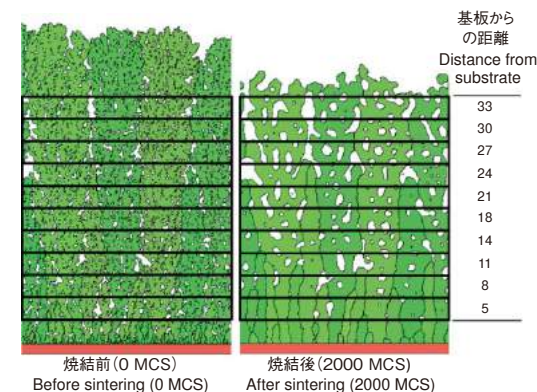 基板から
の距離
Distance from
substrate
33
30
27
24
21
18
14
11
8
5
焼結前(0 MCS)
Before sintering (0 MCS)
焼結後(2000 MCS)
After sintering (2000 MCS)